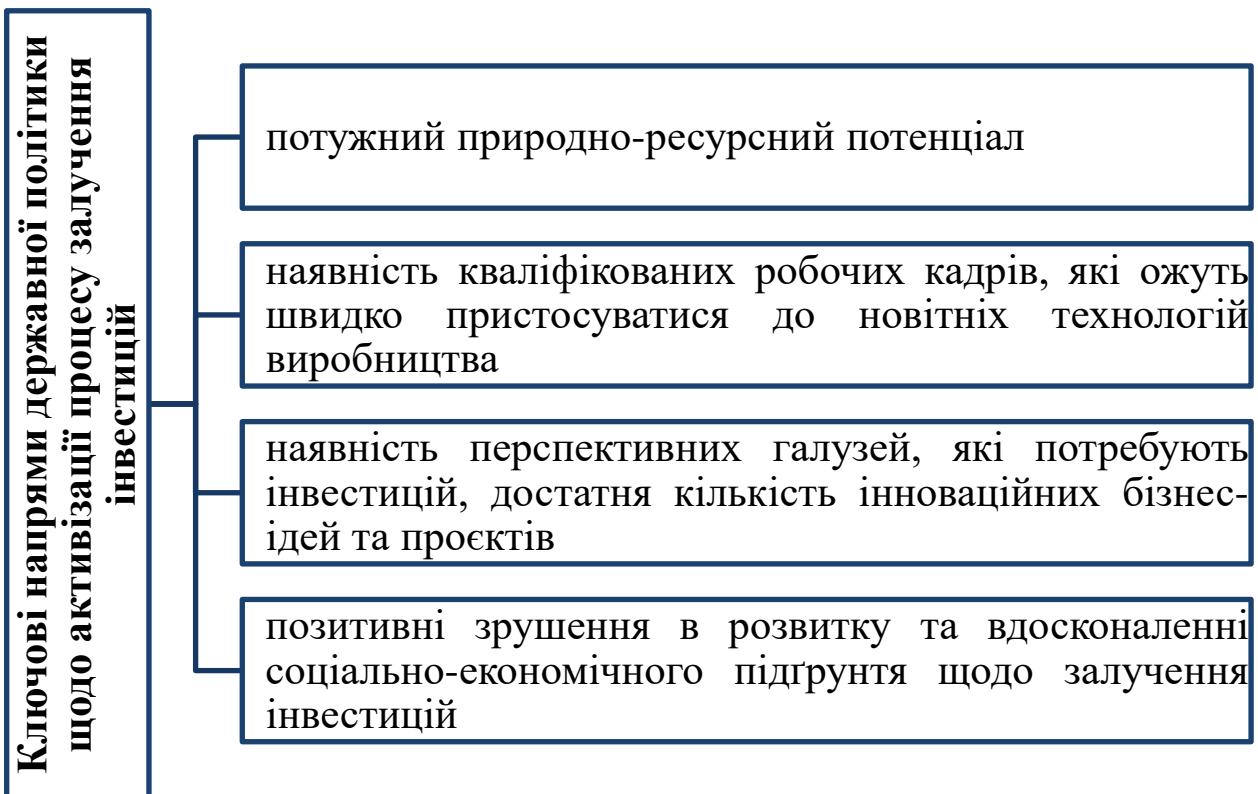 Ключові напрями державної політики
щодо активізації процесу залучення
інвестицій
потужний природно-ресурсний потенціал
наявність кваліфікованих робочих кадрів, які ожуть
швидко пристосуватися до новітніх технологій
виробництва
наявність перспективних галузей, які потребують
інвестицій, достатня кількість інноваційних бізнес-
ідей та проєктів
позитивні зрушення в розвитку та вдосконаленні
соціально-економічного підґрунтя щодо залучення
інвестицій